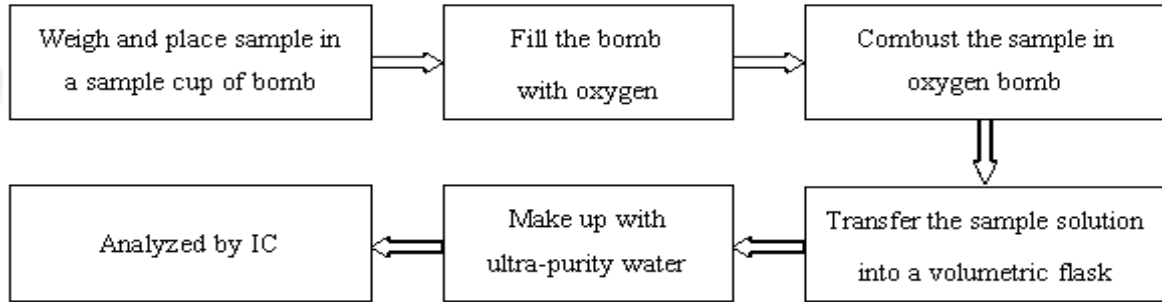 Weigh and place sample in
a sample cup of bomb
Fill the bomb
with oxygen
Combust the sample in
oxygen bomb
Transfer the sample solution
into a volumetric flask
Make up with
ultra-purity water
Analyzed by IC